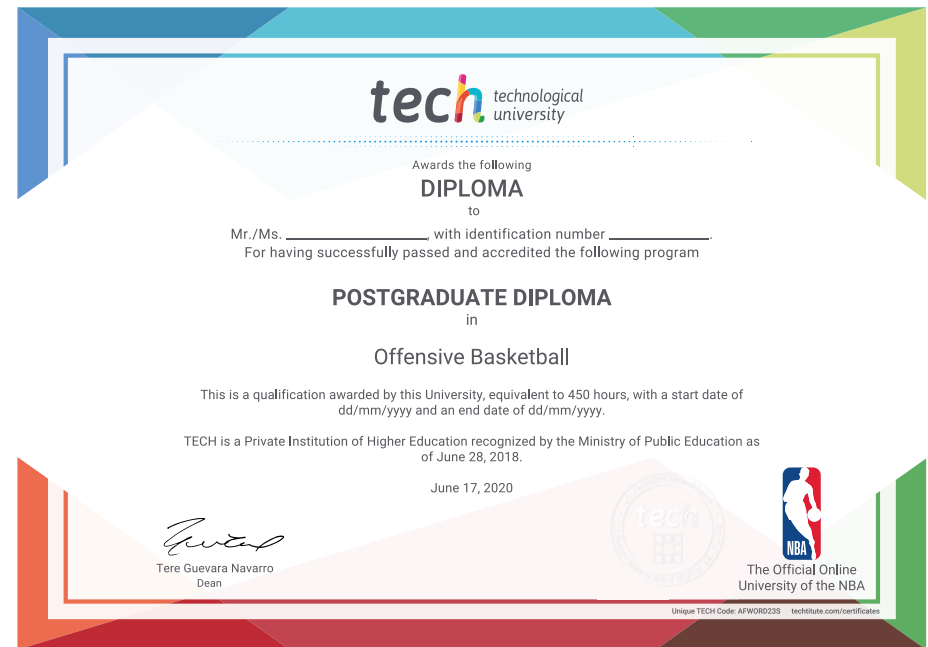 tech technological
university
Awards the following
DIPLOMA
to
Mr./Ms. ____________, with identification number ____________.
For having successfully passed and accredited the following program
POSTGRADUATE DIPLOMA
in
Offensive Basketball
This is a qualification awarded by this University, equivalent to 450 hours, with a start date of
dd/mm/yyyy and an end date of dd/mm/yyyy.
TECH is a Private Institution of Higher Education recognized by the Ministry of Public Education as
of June 28, 2018.
June 17, 2020
tech
Tere Guevara Navarro
Dean
NBA
The Official Online
University of the NBA
Unique TECH Code: AFWORD23S techtitute.com/certificates